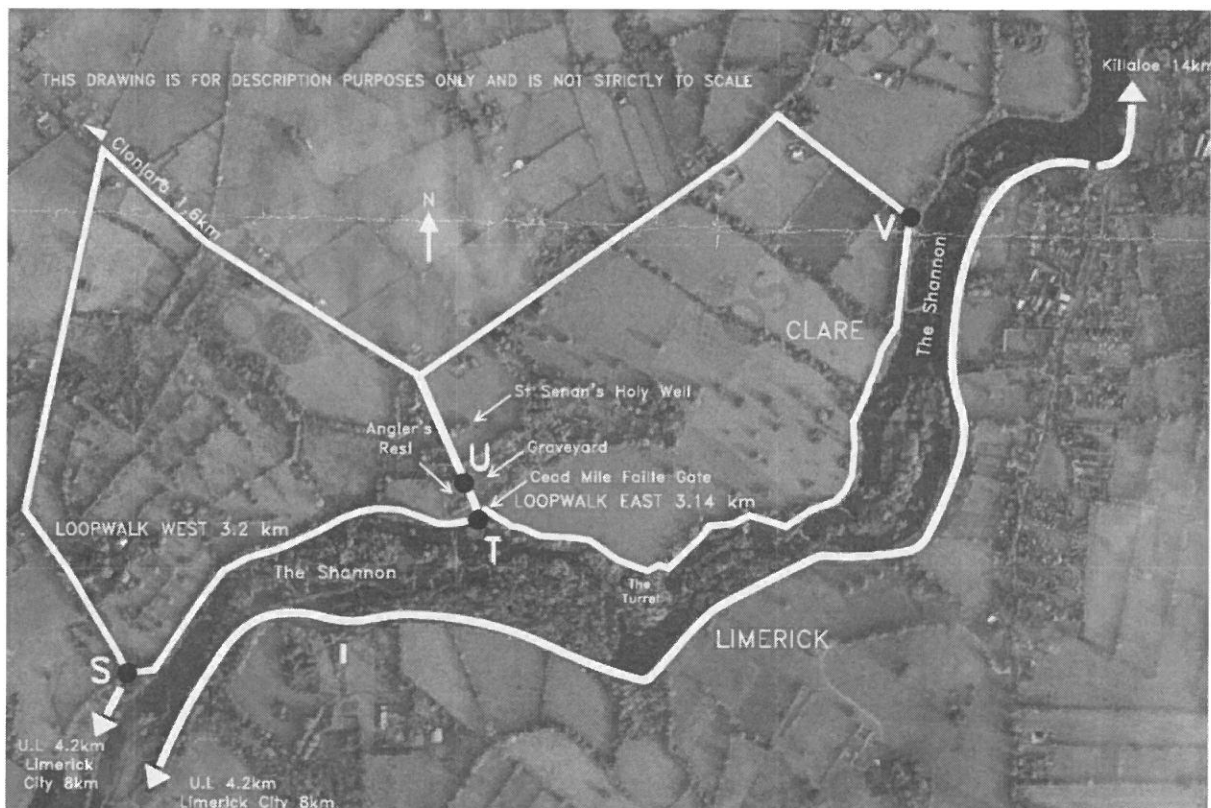 THIS DRAWING IS FOR DESCRIPTION PURPOSES ONLY AND IS NOT STRICTLY TO SCALE
Killaloe 14km
Clonlara 1.6km
N
V
The Shannon
CLARE
St Senan's Holy Well
Angler's
Rest
U
Graveyard
Cead Mile Failte Gate
LOOPWALK EAST 3.14 km
LOOPWALK WEST 3.2 km
T
The Shannon
The
Turret
LIMERICK
S
U.L 4.2km
Limerick
City 8km
U.L 4.2km
Limerick City 8km